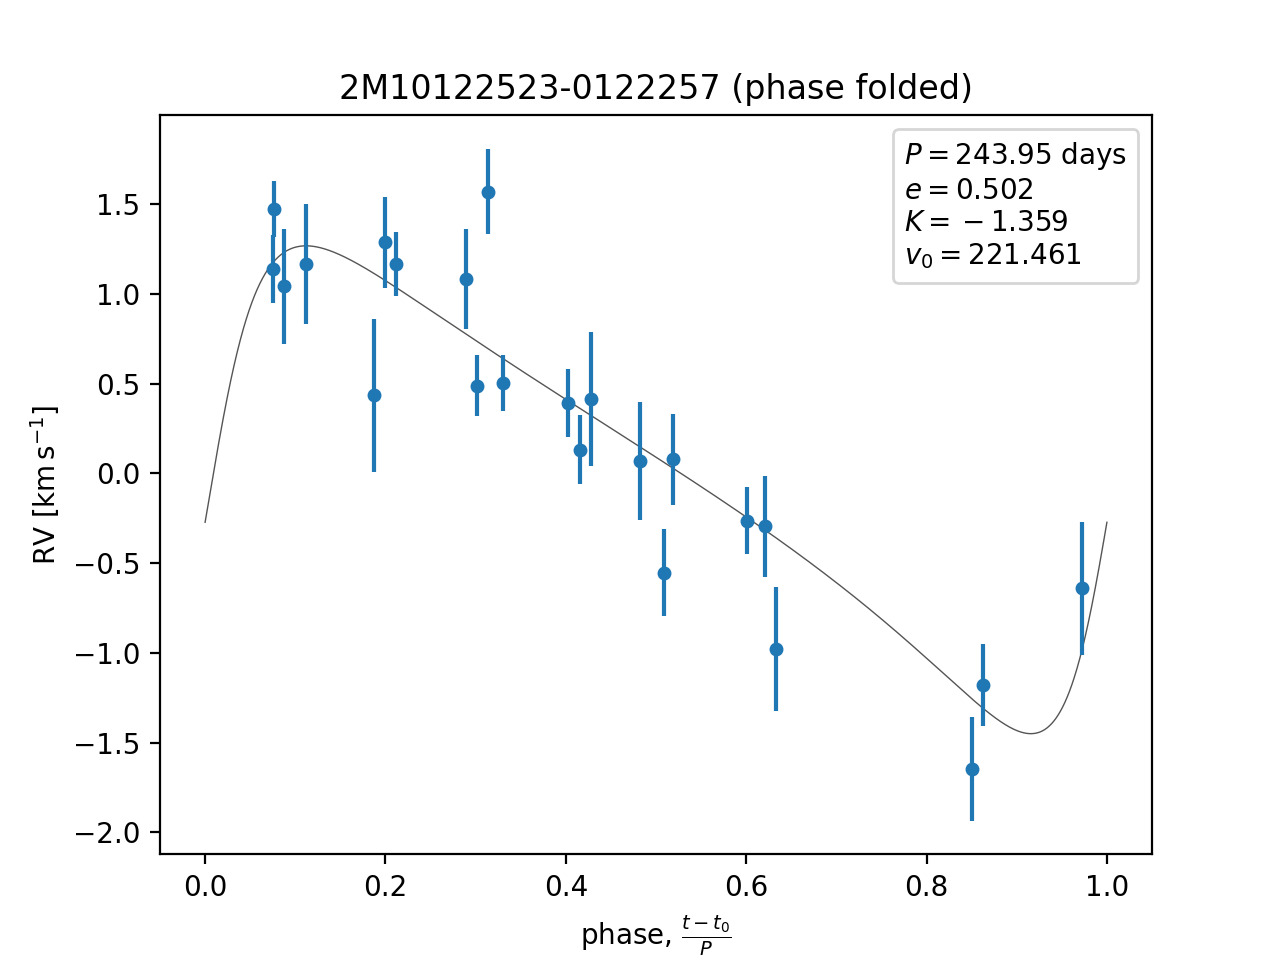 2M10122523-0122257 (phase folded)
P = 243.95 days
e = 0.502
K = −1.359
v₀ = 221.461
RV [km s⁻¹]
1.5
1.0
0.5
0.0
−0.5
−1.0
−1.5
−2.0
0.0 0.2 0.4 0.6 0.8 1.0
phase, (t − t₀)/P